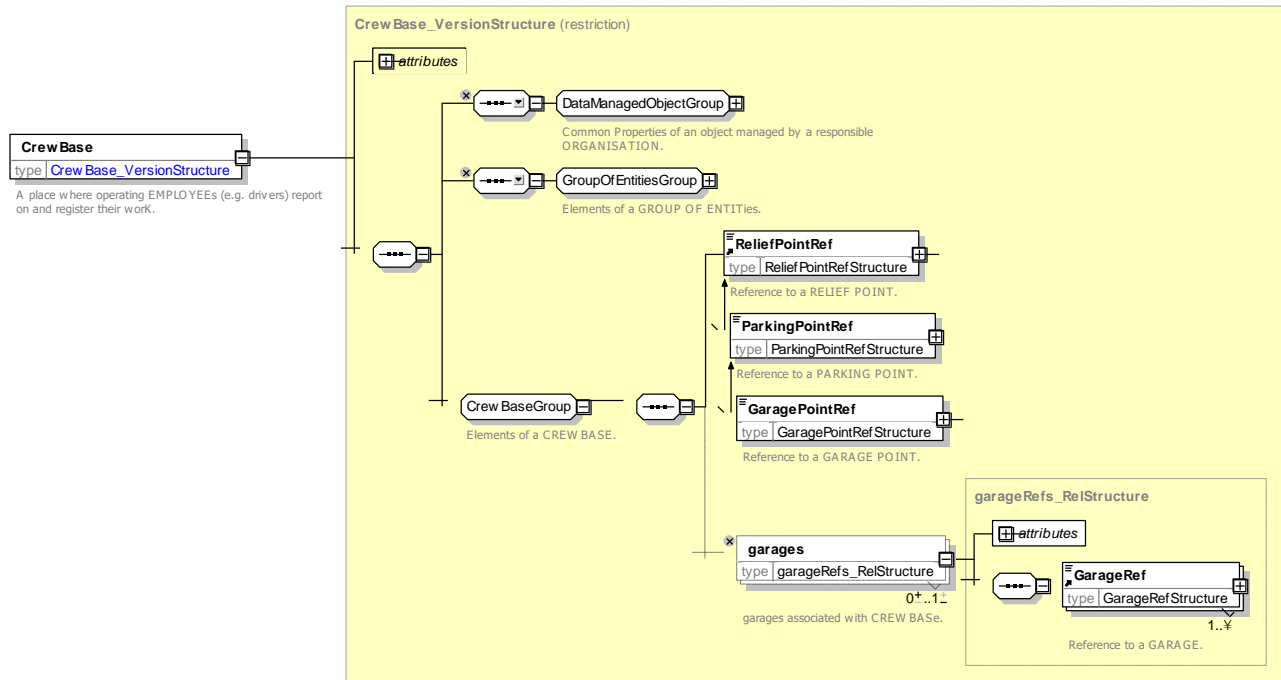 CrewBase_VersionStructure (restriction)
attributes
DataManagedObjectGroup
Common Properties of an object managed by a responsible
ORGANISATION.
CrewBase
type CrewBase_VersionStructure
A place where operating EMPLOYEEs (e.g. drivers) report
on and register their worK.
GroupOfEntitiesGroup
Elements of a GROUP OF ENTITies.
ReliefPointRef
type ReliefPointRefStructure
Reference to a RELIEF POINT.
ParkingPointRef
type ParkingPointRefStructure
Reference to a PARKING POINT.
CrewBaseGroup
Elements of a CREW BASE.
GaragePointRef
type GaragePointRefStructure
Reference to a GARAGE POINT.
garageRefs_RelStructure
attributes
garages
type garageRefs_RelStructure
0±..1±
garages associated with CREW BASe.
GarageRef
type GarageRefStructure
1..¥
Reference to a GARAGE.